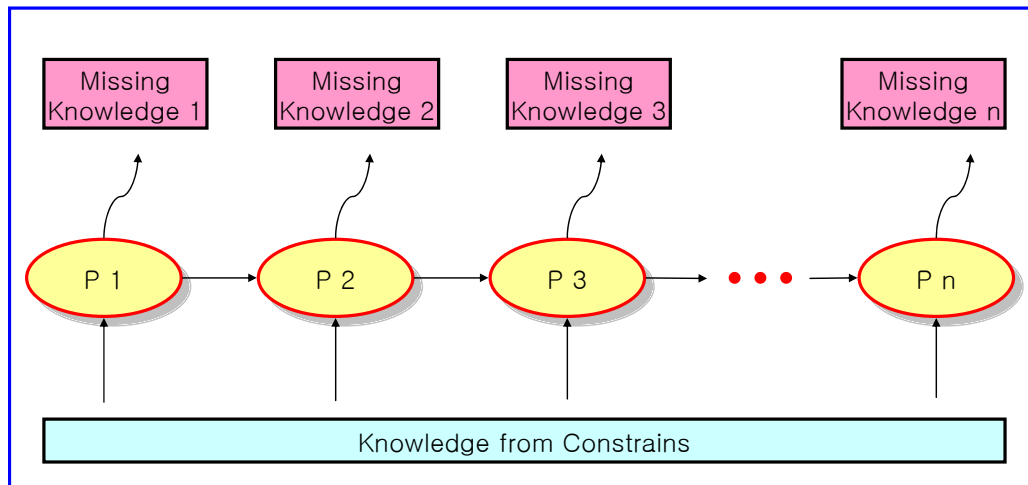 Missing
Knowledge 1
Missing
Knowledge 2
Missing
Knowledge 3
Missing
Knowledge n
P 1
P 2
P 3
P n
Knowledge from Constrains